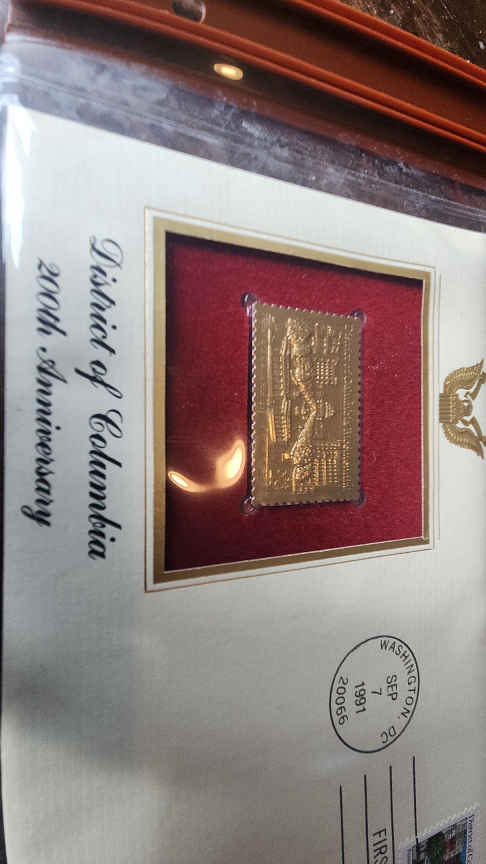 District of Columbia
200th Anniversary
WASHINGTON, DC
SEP
7
1991
20066
FIRS